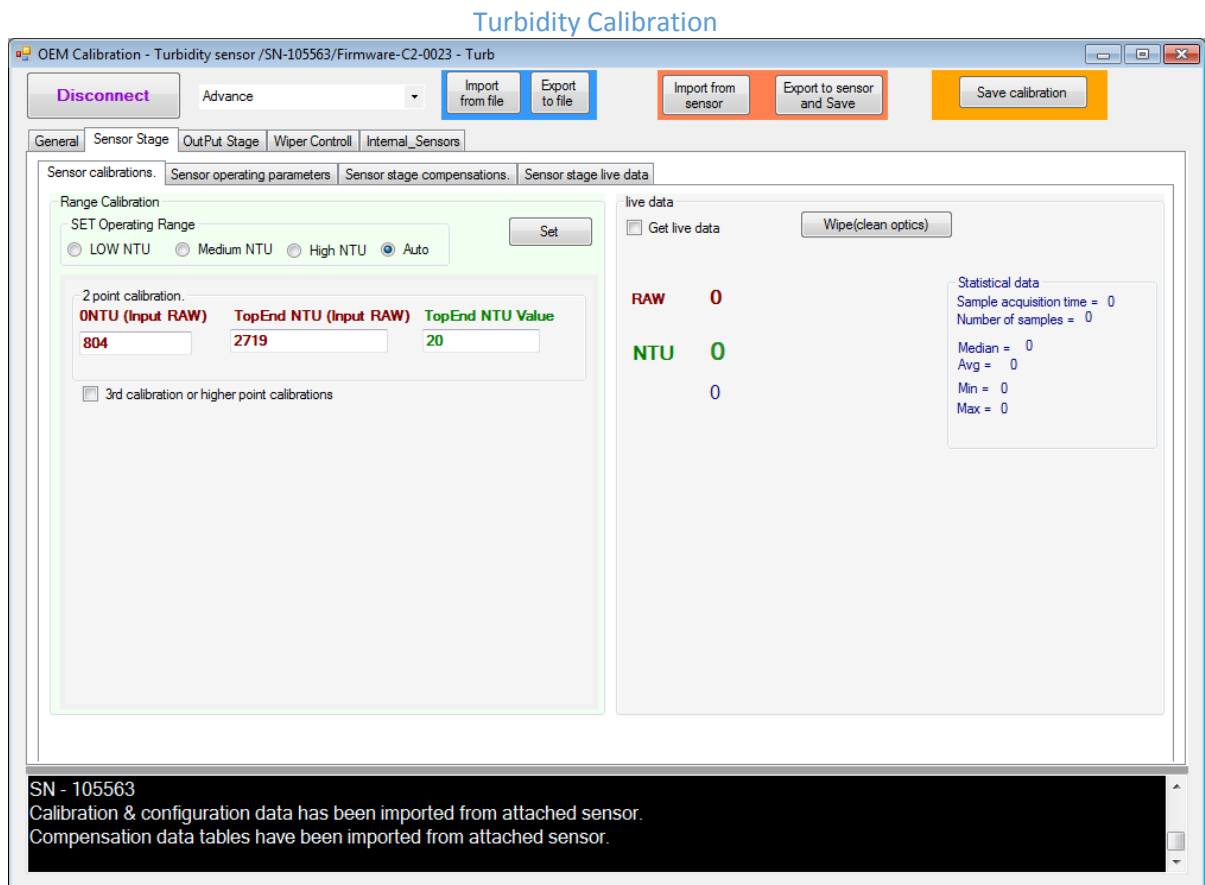 Turbidity Calibration
OEM Calibration - Turbidity sensor /SN-105563/Firmware-C2-0023 - Turb
Disconnect
Advance
Import from file
Export to file
Import from sensor
Export to sensor and Save
Save calibration
General
Sensor Stage
OutPut Stage
Wiper Controll
Internal_Sensors
Sensor calibrations.
Sensor operating parameters
Sensor stage compensations.
Sensor stage live data
Range Calibration
SET Operating Range
LOW NTU
Medium NTU
High NTU
Auto
Set
2 point calibration.
0NTU (Input RAW)
TopEnd NTU (Input RAW)
TopEnd NTU Value
804
2719
20
3rd calibration or higher point calibrations
live data
Get live data
Wipe(clean optics)
RAW 0
NTU 0
0
Statistical data
Sample acquisition time = 0
Number of samples = 0
Median = 0
Avg = 0
Min = 0
Max = 0
SN - 105563
Calibration & configuration data has been imported from attached sensor.
Compensation data tables have been imported from attached sensor.